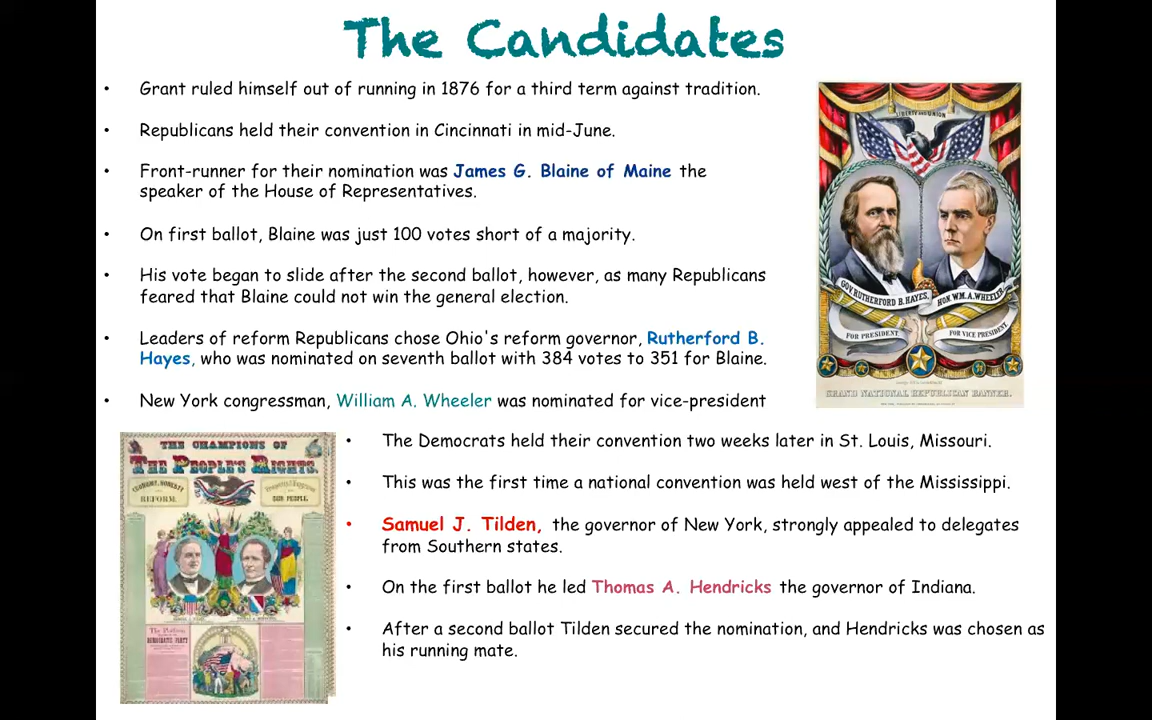 The Candidates
• Grant ruled himself out of running in 1876 for a third term against tradition.
• Republicans held their convention in Cincinnati in mid-June.
• Front-runner for their nomination was James G. Blaine of Maine the
speaker of the House of Representatives.
• On first ballot, Blaine was just 100 votes short of a majority.
• His vote began to slide after the second ballot, however, as many Republicans
feared that Blaine could not win the general election.
• Leaders of reform Republicans chose Ohio's reform governor, Rutherford B.
Hayes, who was nominated on seventh ballot with 384 votes to 351 for Blaine.
• New York congressman, William A. Wheeler was nominated for vice-president
LIBERTY AND UNION
GOV. RUTHERFORD B. HAYES,
HON. WM. A. WHEELER
FOR PRESIDENT
FOR VICE PRESIDENT
GRAND NATIONAL REPUBLICAN BANNER.
THE CHAMPIONS OF
THE PEOPLE'S RIGHTS.
ECONOMY, HONESTY
REFORM.
OUR PEOPLE.
The Platform
DEMOCRATIC PARTY
• The Democrats held their convention two weeks later in St. Louis, Missouri.
• This was the first time a national convention was held west of the Mississippi.
• Samuel J. Tilden, the governor of New York, strongly appealed to delegates
from Southern states.
• On the first ballot he led Thomas A. Hendricks the governor of Indiana.
• After a second ballot Tilden secured the nomination, and Hendricks was chosen as
his running mate.